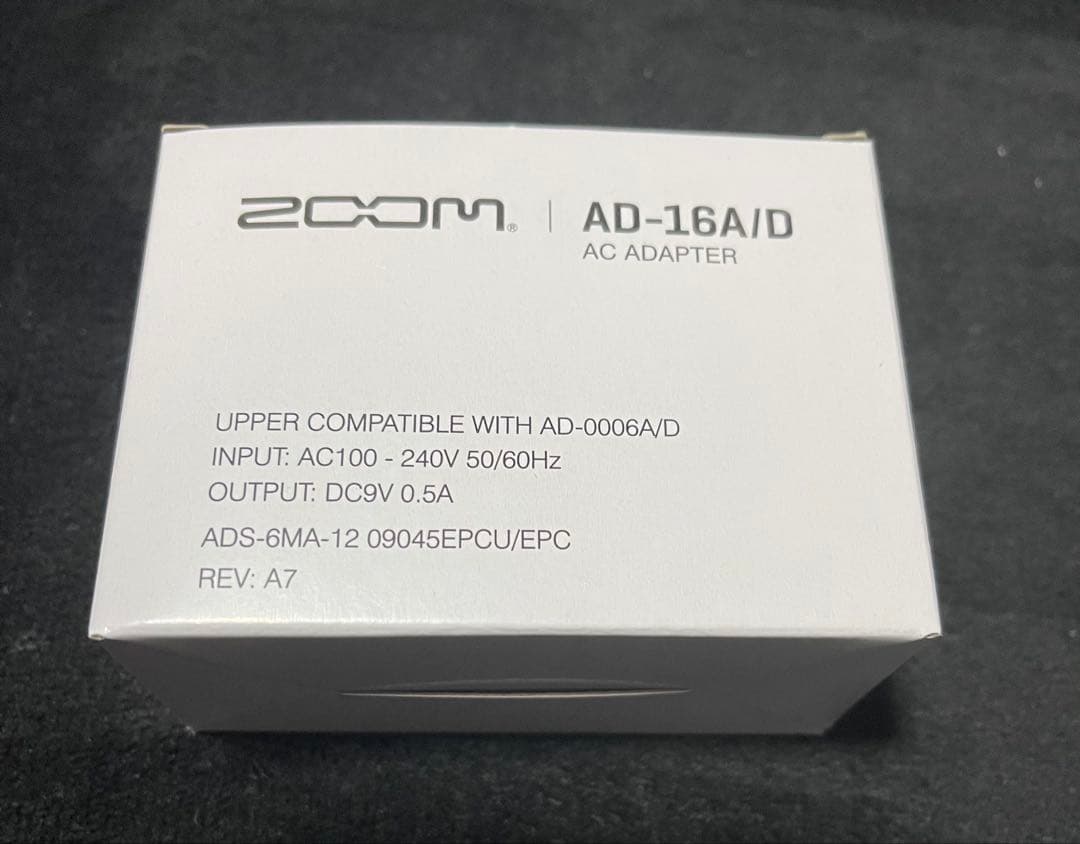 ZOOM® | AD-16A/D
AC ADAPTER
UPPER COMPATIBLE WITH AD-0006A/D
INPUT: AC100 - 240V 50/60Hz
OUTPUT: DC9V 0.5A
ADS-6MA-12 09045EPCU/EPC
REV: A7